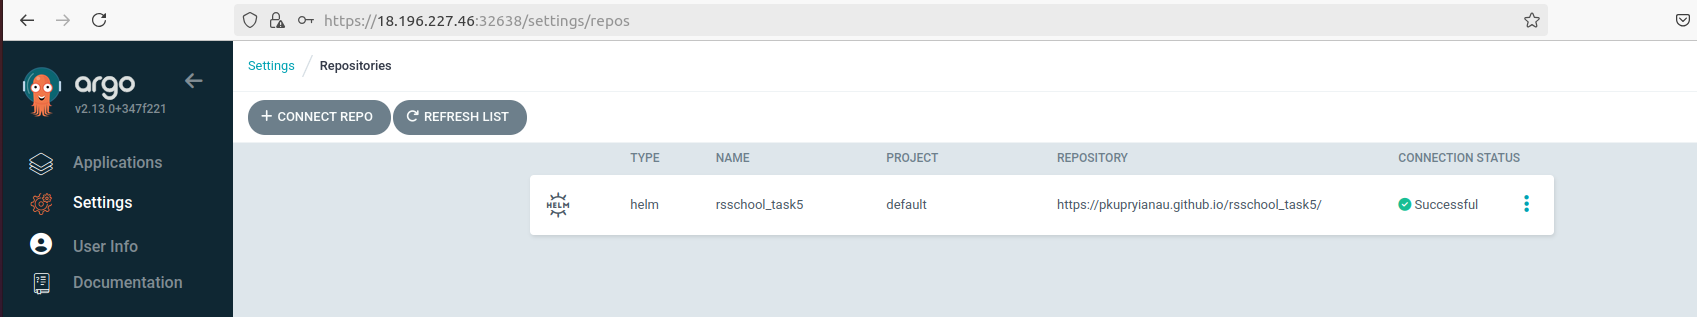 https://18.196.227.46:32638/settings/repos
argo
v2.13.0+347f221
Applications
Settings
User Info
Documentation
Settings / Repositories
+ CONNECT REPO REFRESH LIST
TYPE NAME PROJECT REPOSITORY CONNECTION STATUS
HELM helm rsschool_task5 default https://pkupryianau.github.io/rsschool_task5/ Successful